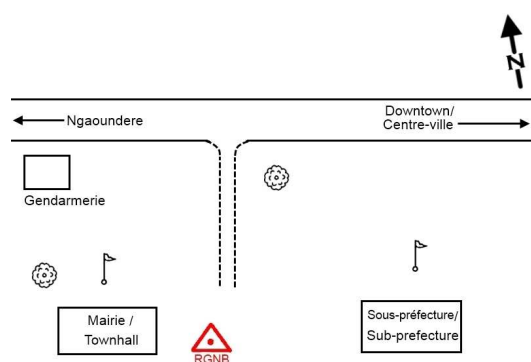 N
Ngaoundere
Downtown/
Centre-ville
Gendarmerie
Mairie /
Townhall
RGNB
Sous-préfecture/
Sub-prefecture